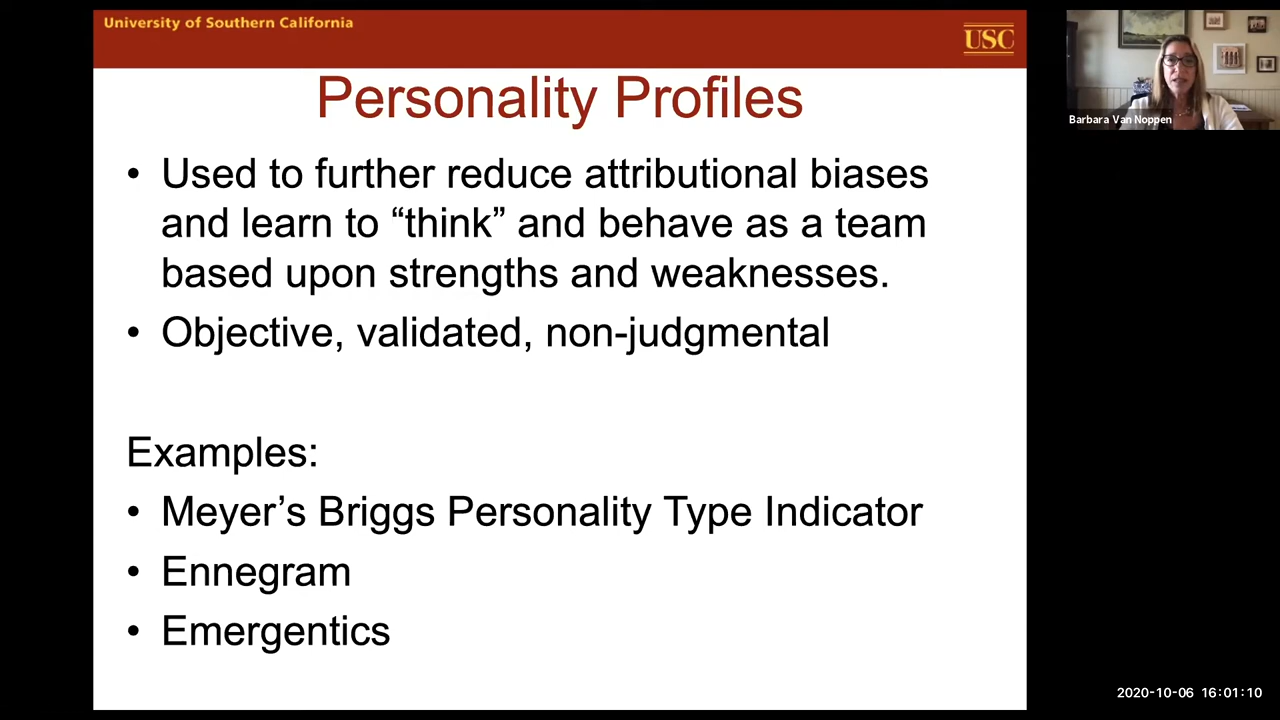 University of Southern California
USC
Personality Profiles
• Used to further reduce attributional biases
and learn to “think” and behave as a team
based upon strengths and weaknesses.
• Objective, validated, non-judgmental
Examples:
• Meyer’s Briggs Personality Type Indicator
• Ennegram
• Emergentics
Barbara Van Noppen
2020-10-06 16:01:10